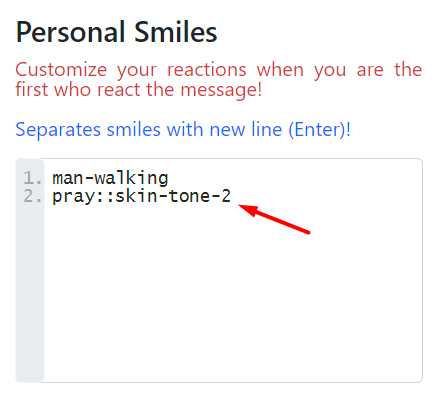 Personal Smiles
Customize your reactions when you are the
first who react the message!
Separates smiles with new line (Enter)!
1. man-walking
2. pray::skin-tone-2